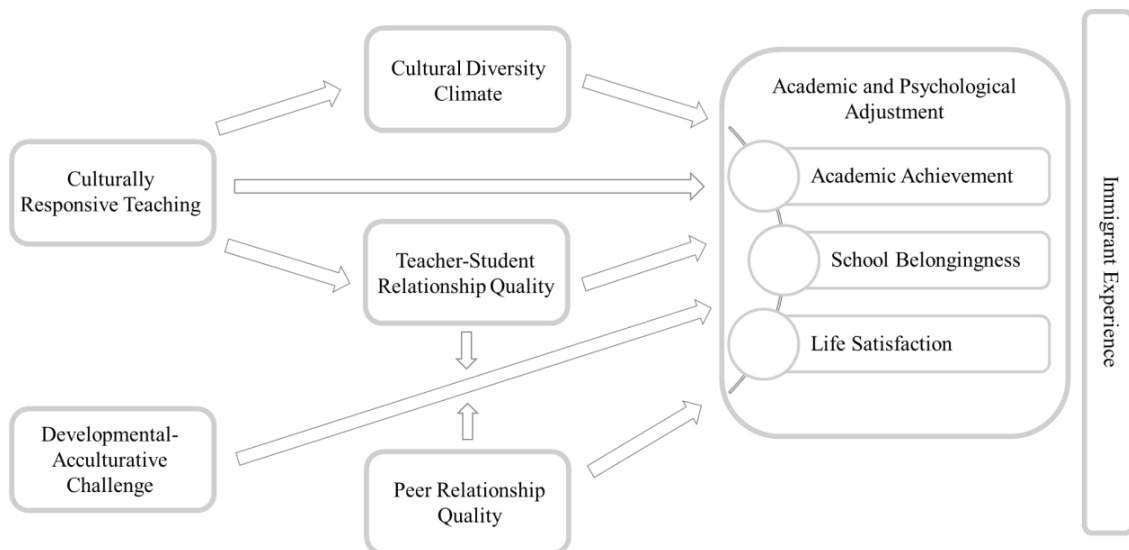 Cultural Diversity
Climate
Academic and Psychological
Adjustment
Culturally
Responsive Teaching
Academic Achievement
Teacher-Student
Relationship Quality
School Belongingness
Life Satisfaction
Developmental-
Acculturative
Challenge
Peer Relationship
Quality
Immigrant Experience